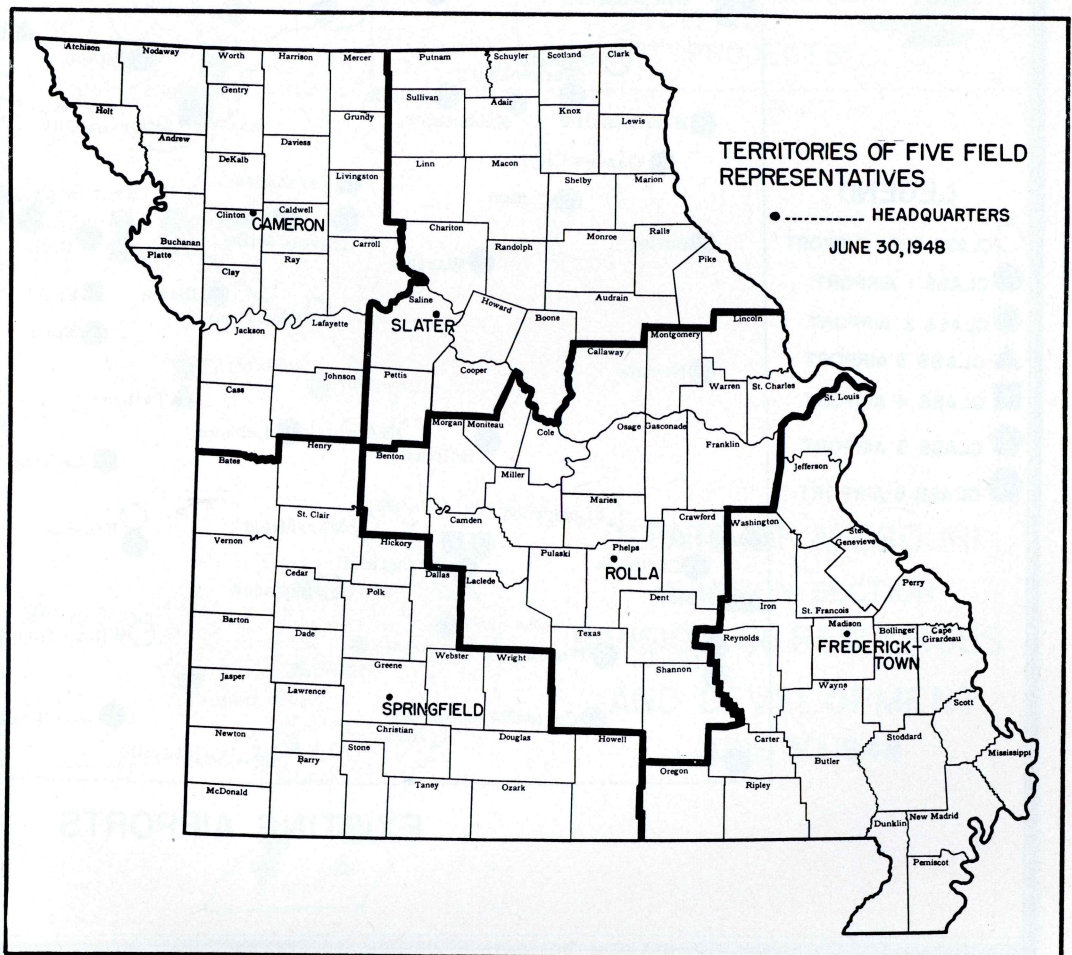 Atchison
Nodaway
Worth
Harrison
Mercer
Putnam
Schuyler
Scotland
Clark
Gentry
Sullivan
Adair
Knox
Holt
Grundy
Lewis
Andrew
Daviess
DeKalb
Linn
Macon
TERRITORIES OF FIVE FIELD
REPRESENTATIVES
Livingston
Shelby
Marion
Clinton
Caldwell
CAMERON
HEADQUARTERS
Chariton
Buchanan
Carroll
Randolph
Monroe
Ralls
JUNE 30, 1948
Platte
Ray
Pike
Clay
Saline
Audrain
Howard
Boone
SLATER
Jackson
Lafayette
Lincoln
Callaway
Montgomery
Johnson
Pettis
Cooper
Cass
Warren
St. Charles
St. Louis
Morgan
Moniteau
Cole
Osage
Gasconade
Henry
Franklin
Bates
Benton
Jefferson
Miller
Maries
St. Clair
Camden
Crawford
Washington
Ste.
Genevieve
Vernon
Hickory
Pulaski
Phelps
ROLLA
Cedar
Dallas
Laclede
Perry
Polk
Dent
Iron
St. Francois
Barton
Dade
Texas
Reynolds
Madison
Bollinger
Cape
Girardeau
FREDERICK-
TOWN
Webster
Wright
Greene
Shannon
Jasper
Wayne
Lawrence
SPRINGFIELD
Scott
Newton
Christian
Douglas
Howell
Carter
Stoddard
Stone
Mississippi
Barry
Butler
Oregon
McDonald
Taney
Ozark
Ripley
Dunklin
New Madrid
Pemiscot